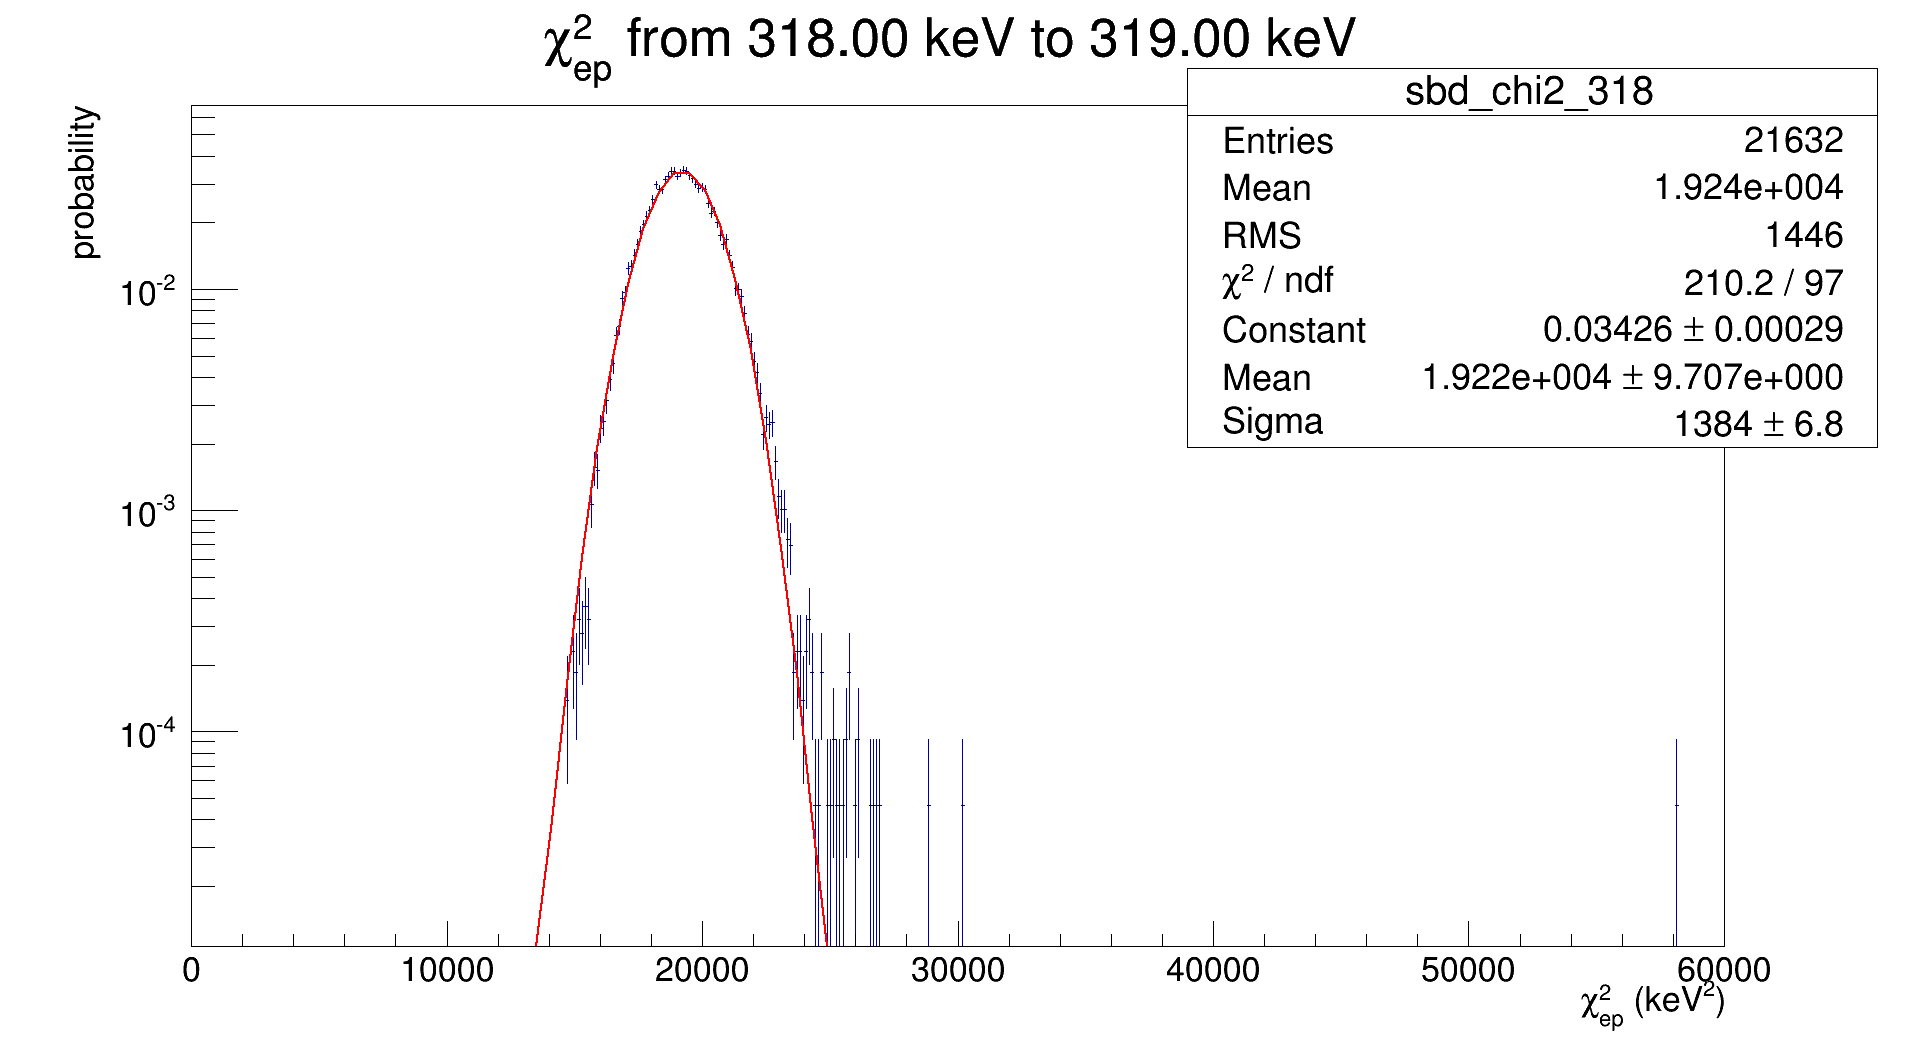 χ²ep from 318.00 keV to 319.00 keV
sbd_chi2_318
Entries 21632
Mean 1.924e+004
RMS 1446
χ² / ndf 210.2 / 97
Constant 0.03426 ± 0.00029
Mean 1.922e+004 ± 9.707e+000
Sigma 1384 ± 6.8
probability
10⁻²
10⁻³
10⁻⁴
0 10000 20000 30000 40000 50000 60000
χ²ep (keV²)